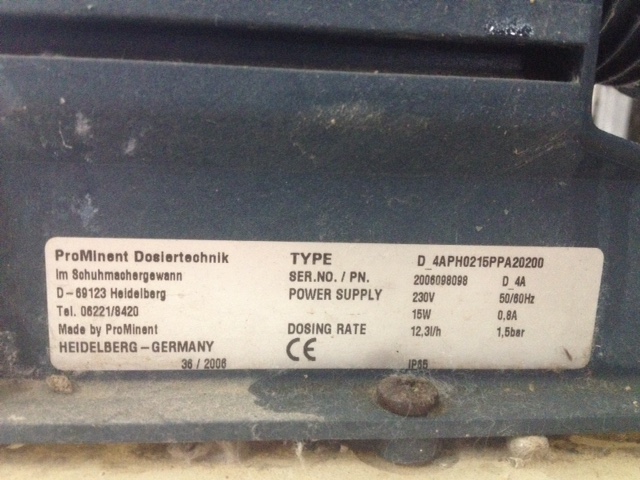 ProMinent Dosiertechnik
Im Schuhmachergewann
D-69123 Heidelberg
Tel. 06221/8420
Made by ProMinent
HEIDELBERG-GERMANY
36 / 2006
TYPE D_4APH0215PPA20200
SER.NO. / PN. 2006098098 D_4A
POWER SUPPLY 230V 50/60Hz
15W 0,8A
DOSING RATE 12,3l/h 1,5bar
CE IP65